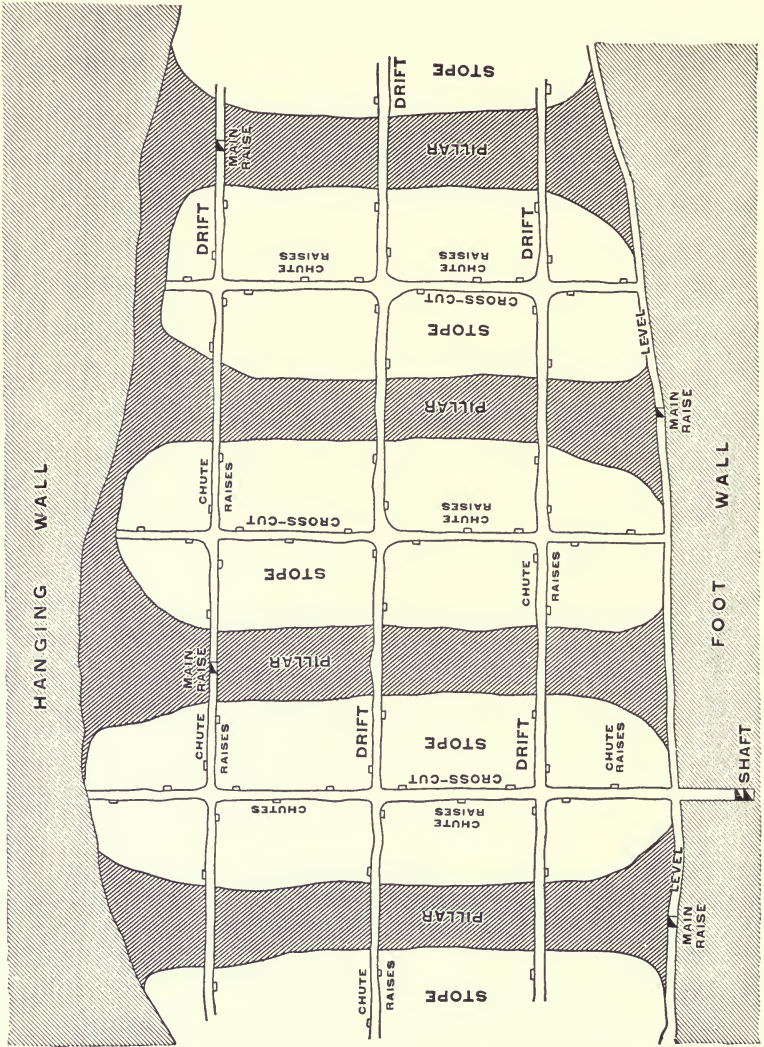 STOPE
DRIFT
PILLAR
MAIN
RAISE
DRIFT
CHUTE
RAISES
CHUTE
RAISES
DRIFT
CROSS-CUT
STOPE
LEVEL
PILLAR
MAIN
RAISE
HANGING WALL
FOOT WALL
CHUTE
RAISES
CROSS-CUT
CHUTE
RAISES
STOPE
CHUTE
RAISES
MAIN
RAISE
PILLAR
CHUTE
RAISES
DRIFT
STOPE
DRIFT
CHUTE
RAISES
CROSS-CUT
SHAFT
CHUTES
CHUTE
RAISES
LEVEL
PILLAR
MAIN
RAISE
CHUTE
RAISES
STOPE